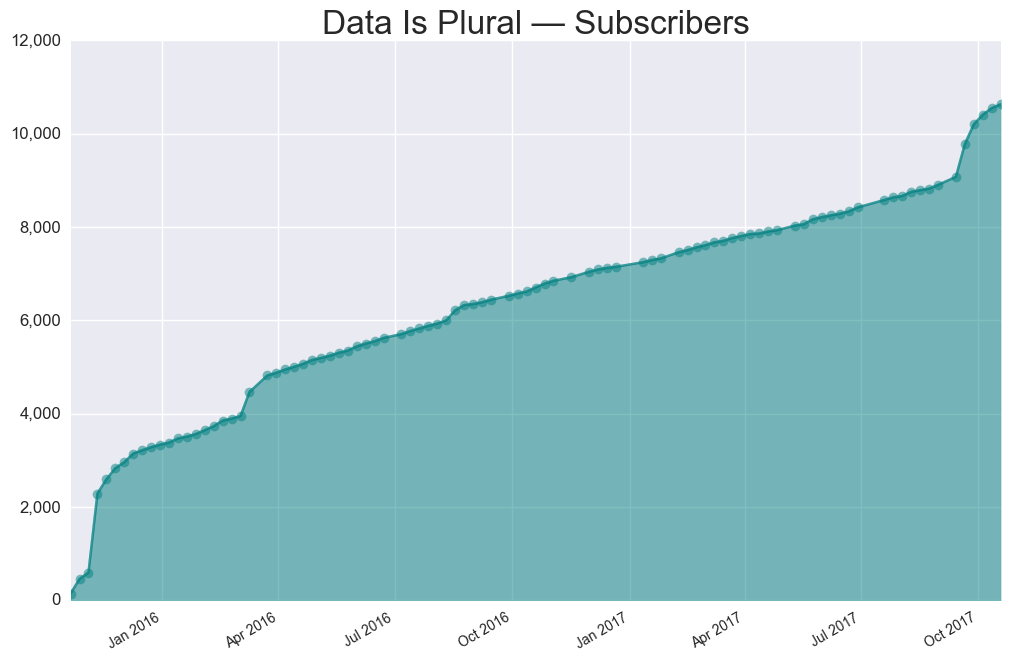 Data Is Plural — Subscribers
12,000
10,000
8,000
6,000
4,000
2,000
0
Jan 2016
Apr 2016
Jul 2016
Oct 2016
Jan 2017
Apr 2017
Jul 2017
Oct 2017